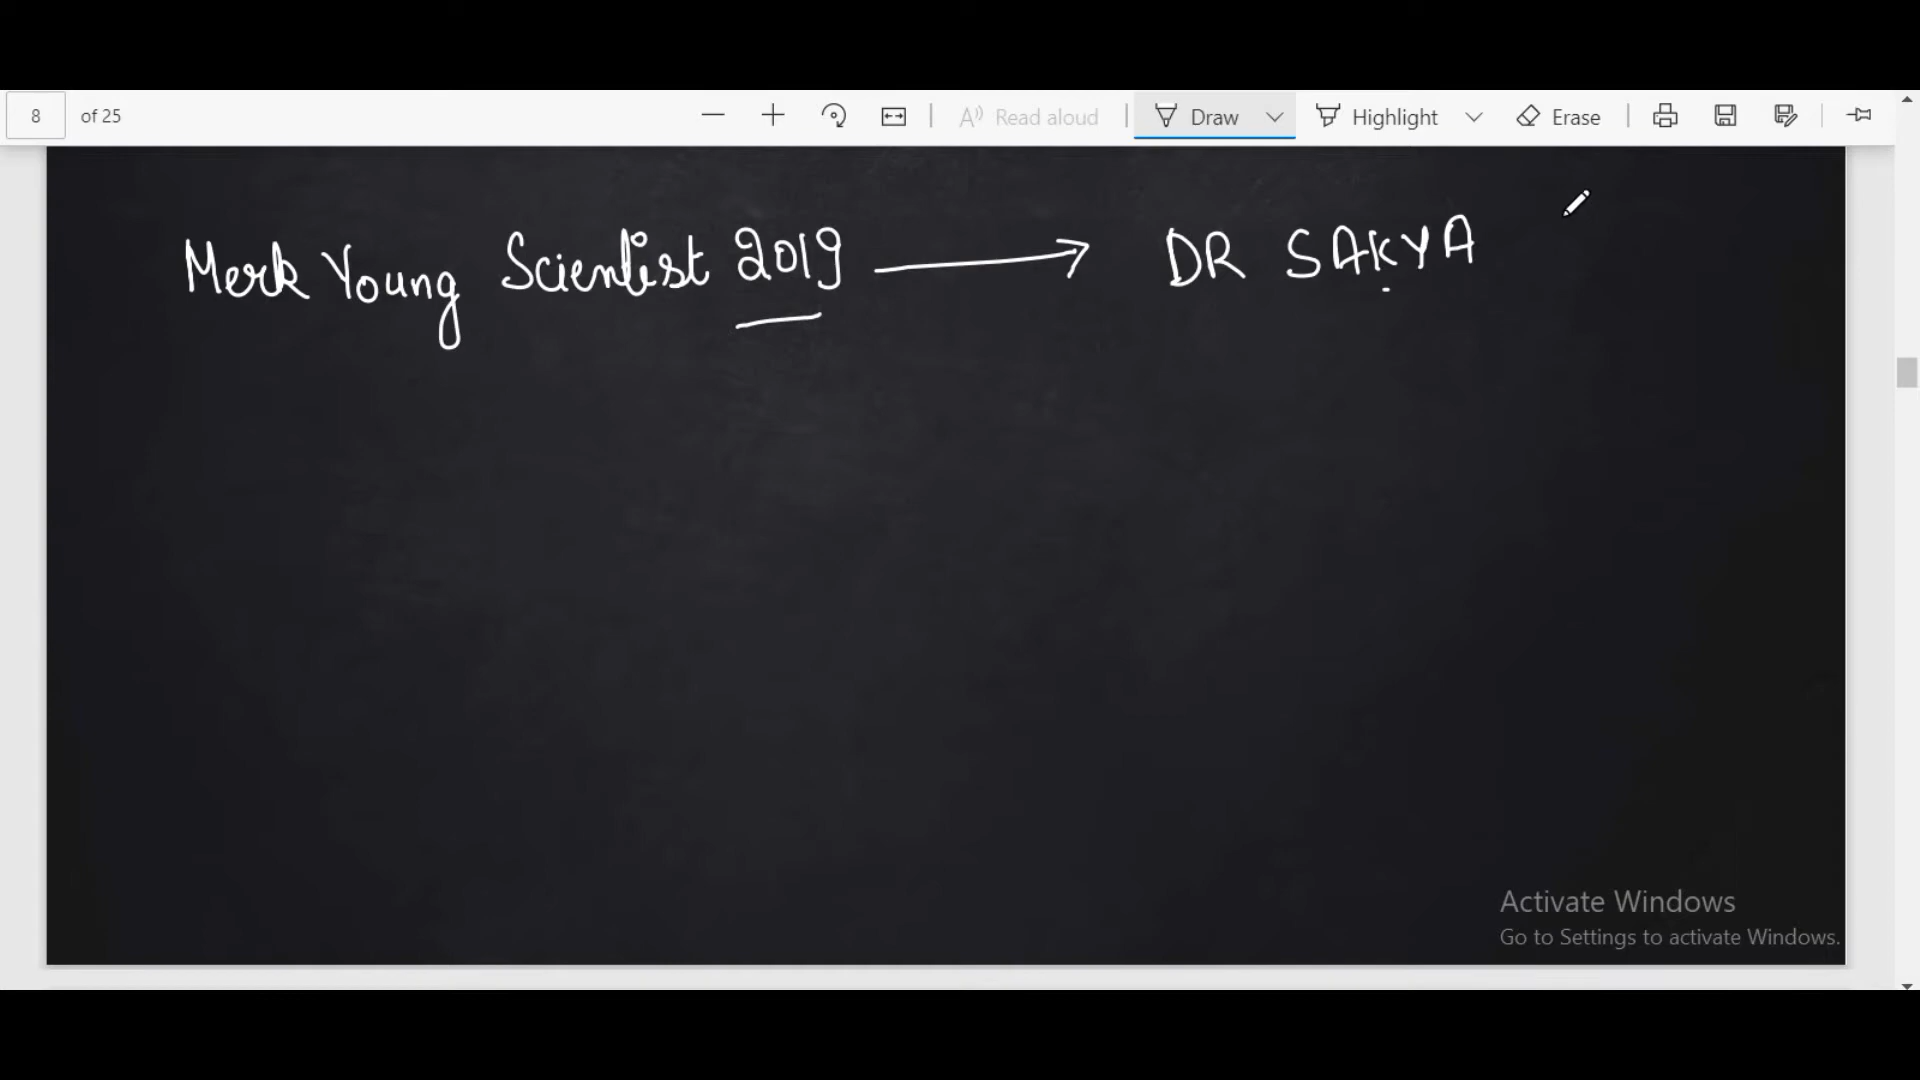 8 of 25 Read aloud Draw Highlight Erase
Merk Young Scientist 2019 → DR SAKYA
Activate Windows
Go to Settings to activate Windows.